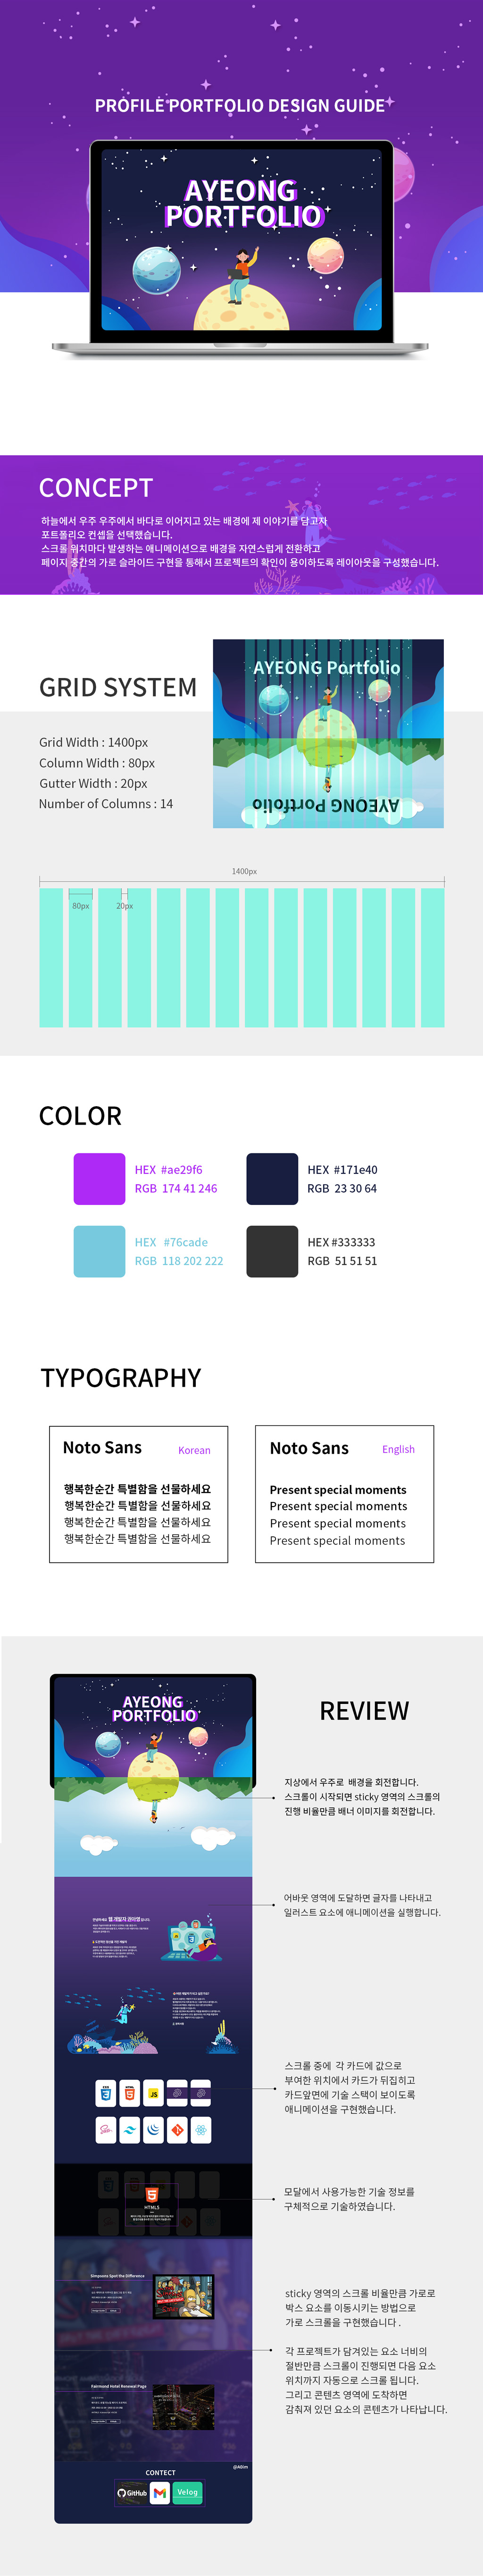 PROFILE PORTFOLIO DESIGN GUIDE
AYEONG
PORTFOLIO
CONCEPT
하늘에서 우주 우주에서 바다로 이어지고 있는 배경에 제 이야기를 담고자
포트폴리오 컨셉을 선택했습니다.
스크롤 위치마다 발생하는 애니메이션으로 배경을 자연스럽게 전환하고
페이지 중간의 가로 슬라이드 구현을 통해서 프로젝트의 확인이 용이하도록 레이아웃을 구성했습니다.
GRID SYSTEM
AYEONG Portfolio
AYEONG Portfolio
Grid Width : 1400px
Column Width : 80px
Gutter Width : 20px
Number of Columns : 14
1400px
80px
20px
COLOR
HEX #ae29f6
RGB 174 41 246
HEX #171e40
RGB 23 30 64
HEX #76cade
RGB 118 202 222
HEX #333333
RGB 51 51 51
TYPOGRAPHY
Noto Sans
Korean
행복한순간 특별함을 선물하세요
행복한순간 특별함을 선물하세요
행복한순간 특별함을 선물하세요
행복한순간 특별함을 선물하세요
Noto Sans
English
Present special moments
Present special moments
Present special moments
Present special moments
REVIEW
AYEONG
PORTFOLIO
지상에서 우주로 배경을 회전합니다.
스크롤이 시작되면 sticky 영역의 스크롤의
진행 비율만큼 배너 이미지를 회전합니다.
어바웃 영역에 도달하면 글자를 나타내고
일러스트 요소에 애니메이션을 실행합니다.
스크롤 중에 각 카드에 값으로
부여한 위치에서 카드가 뒤집히고
카드앞면에 기술 스택이 보이도록
애니메이션을 구현했습니다.
JS
HTML5
모달에서 사용가능한 기술 정보를
구체적으로 기술하였습니다.
Simpsons Spot the Difference
sticky 영역의 스크롤 비율만큼 가로로
박스 요소를 이동시키는 방법으로
가로 스크롤을 구현했습니다 .
각 프로젝트가 담겨있는 요소 너비의
절반만큼 스크롤이 진행되면 다음 요소
위치까지 자동으로 스크롤 됩니다.
그리고 콘텐츠 영역에 도착하면
감춰져 있던 요소의 콘텐츠가 나타납니다.
Fairmond Hotel Renewal Page
CONTECT
GitHub
Velog